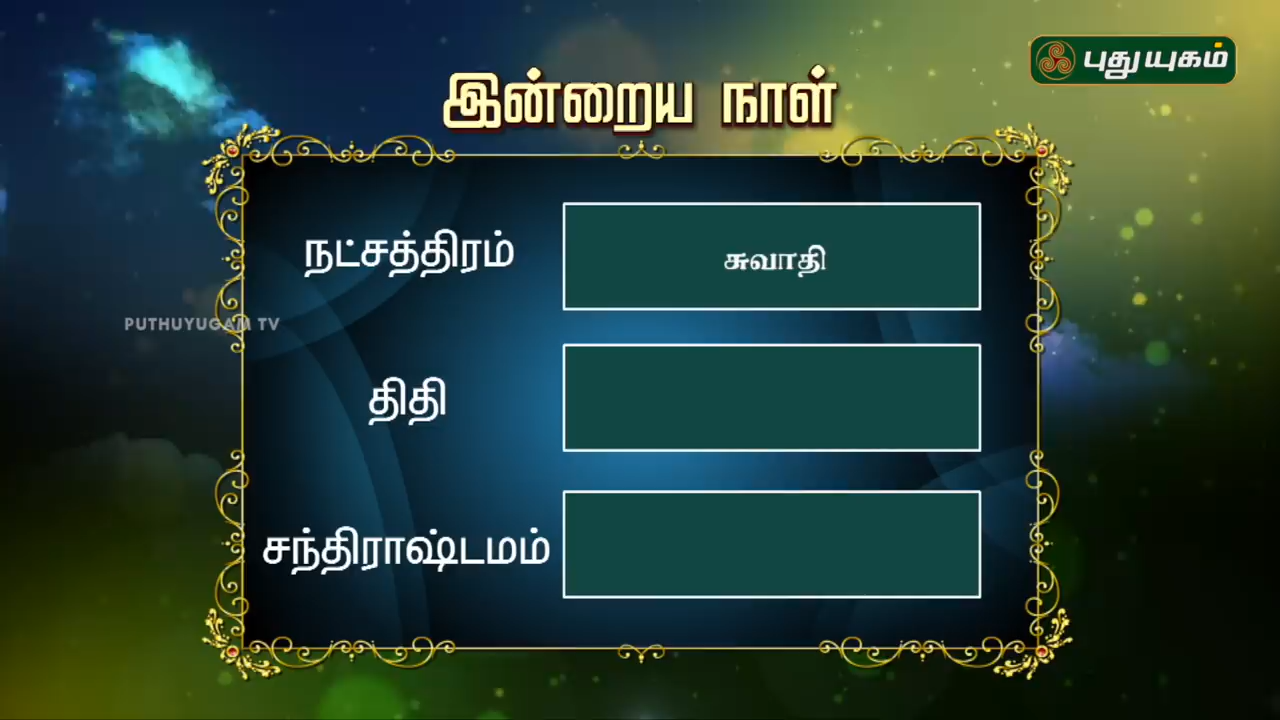 புதுயுகம்
இன்றைய நாள்
நட்சத்திரம்
சுவாதி
PUTHUYUGAM TV
திதி
சந்திராஷ்டமம்